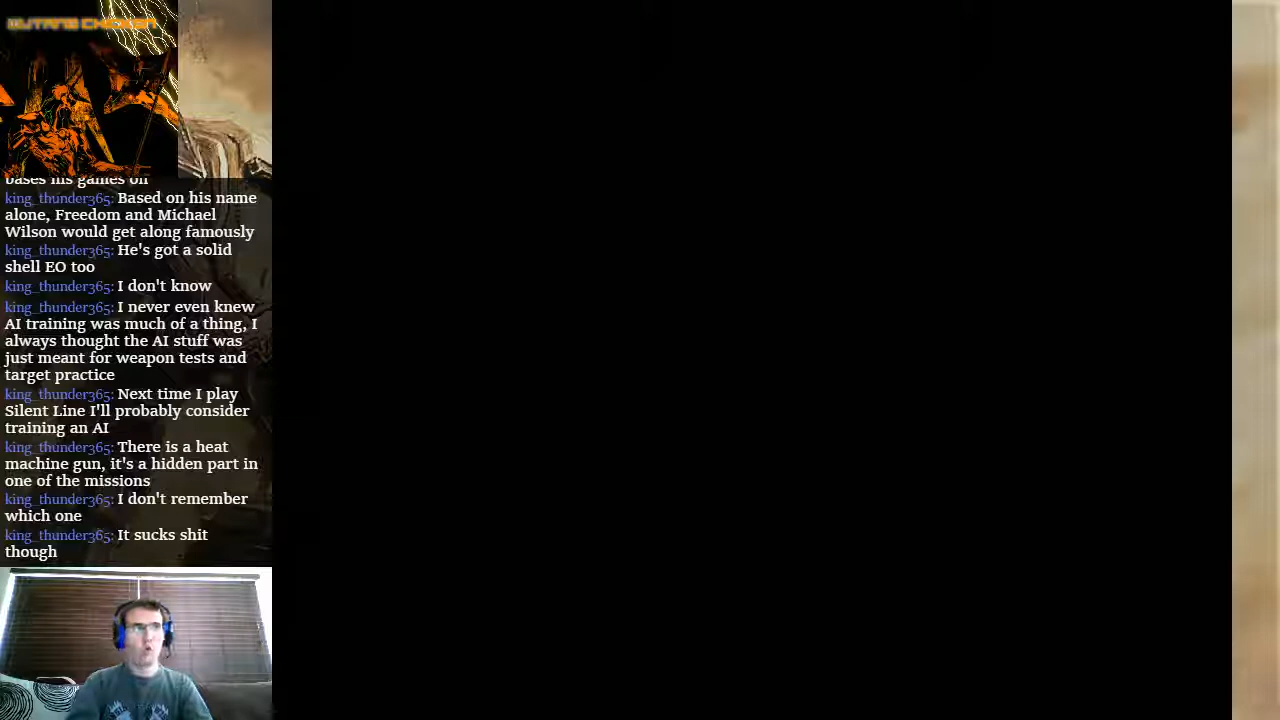 MUTANT CHICKEN
bases his games on
king_thunder365: Based on his name
alone, Freedom and Michael
Wilson would get along famously
king_thunder365: He's got a solid
shell EO too
king_thunder365: I don't know
king_thunder365: I never even knew
AI training was much of a thing, I
always thought the AI stuff was
just meant for weapon tests and
target practice
king_thunder365: Next time I play
Silent Line I'll probably consider
training an AI
king_thunder365: There is a heat
machine gun, it's a hidden part in
one of the missions
king_thunder365: I don't remember
which one
king_thunder365: It sucks shit
though